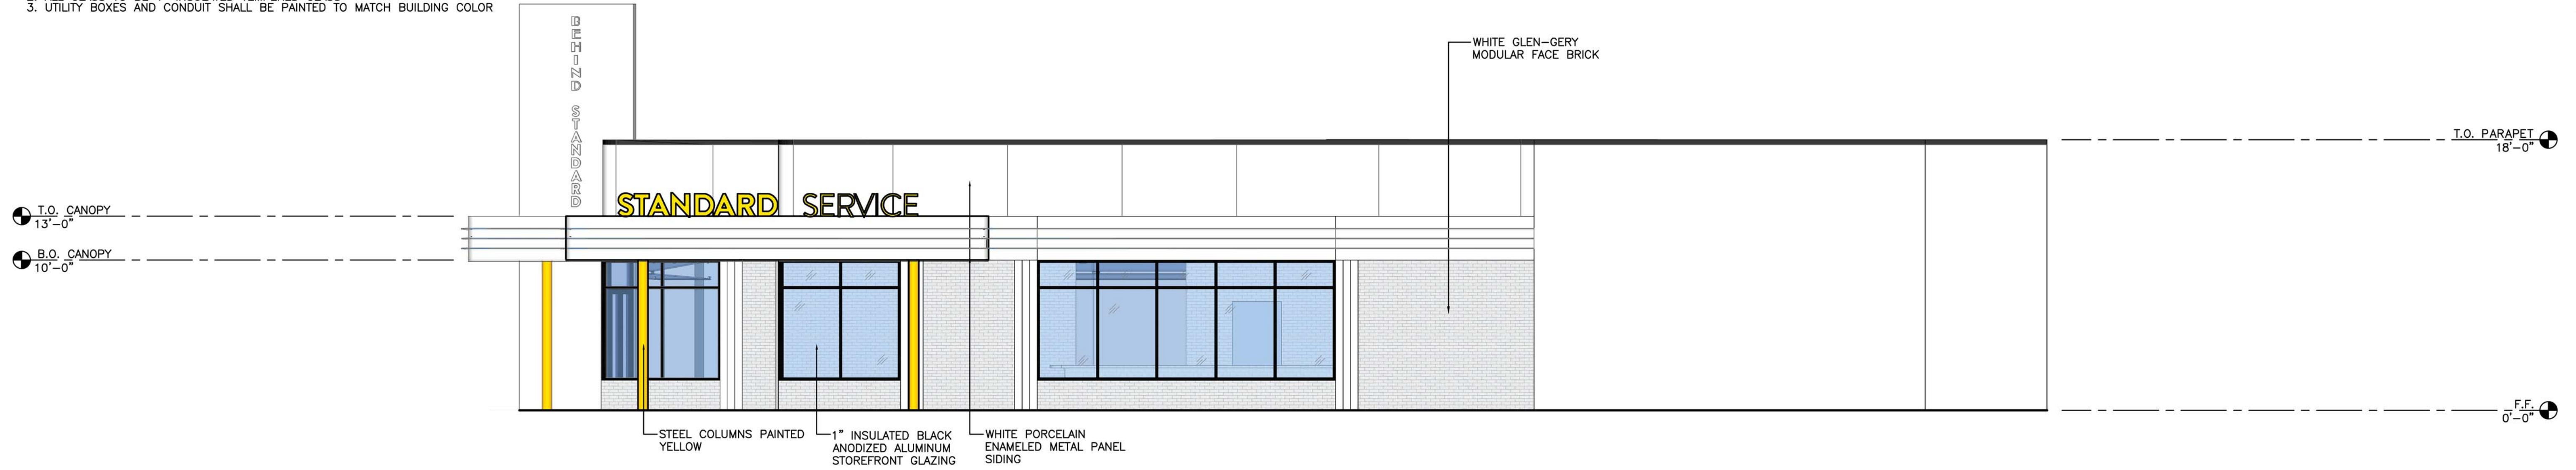 3. UTILITY BOXES AND CONDUIT SHALL BE PAINTED TO MATCH BUILDING COLOR
BEHIND STANDARD
WHITE GLEN-GERY
MODULAR FACE BRICK
T.O. PARAPET
18'-0"
STANDARD SERVICE
T.O. CANOPY
13'-0"
B.O. CANOPY
10'-0"
F.F.
0'-0"
STEEL COLUMNS PAINTED
YELLOW
1" INSULATED BLACK
ANODIZED ALUMINUM
STOREFRONT GLAZING
WHITE PORCELAIN
ENAMELED METAL PANEL
SIDING